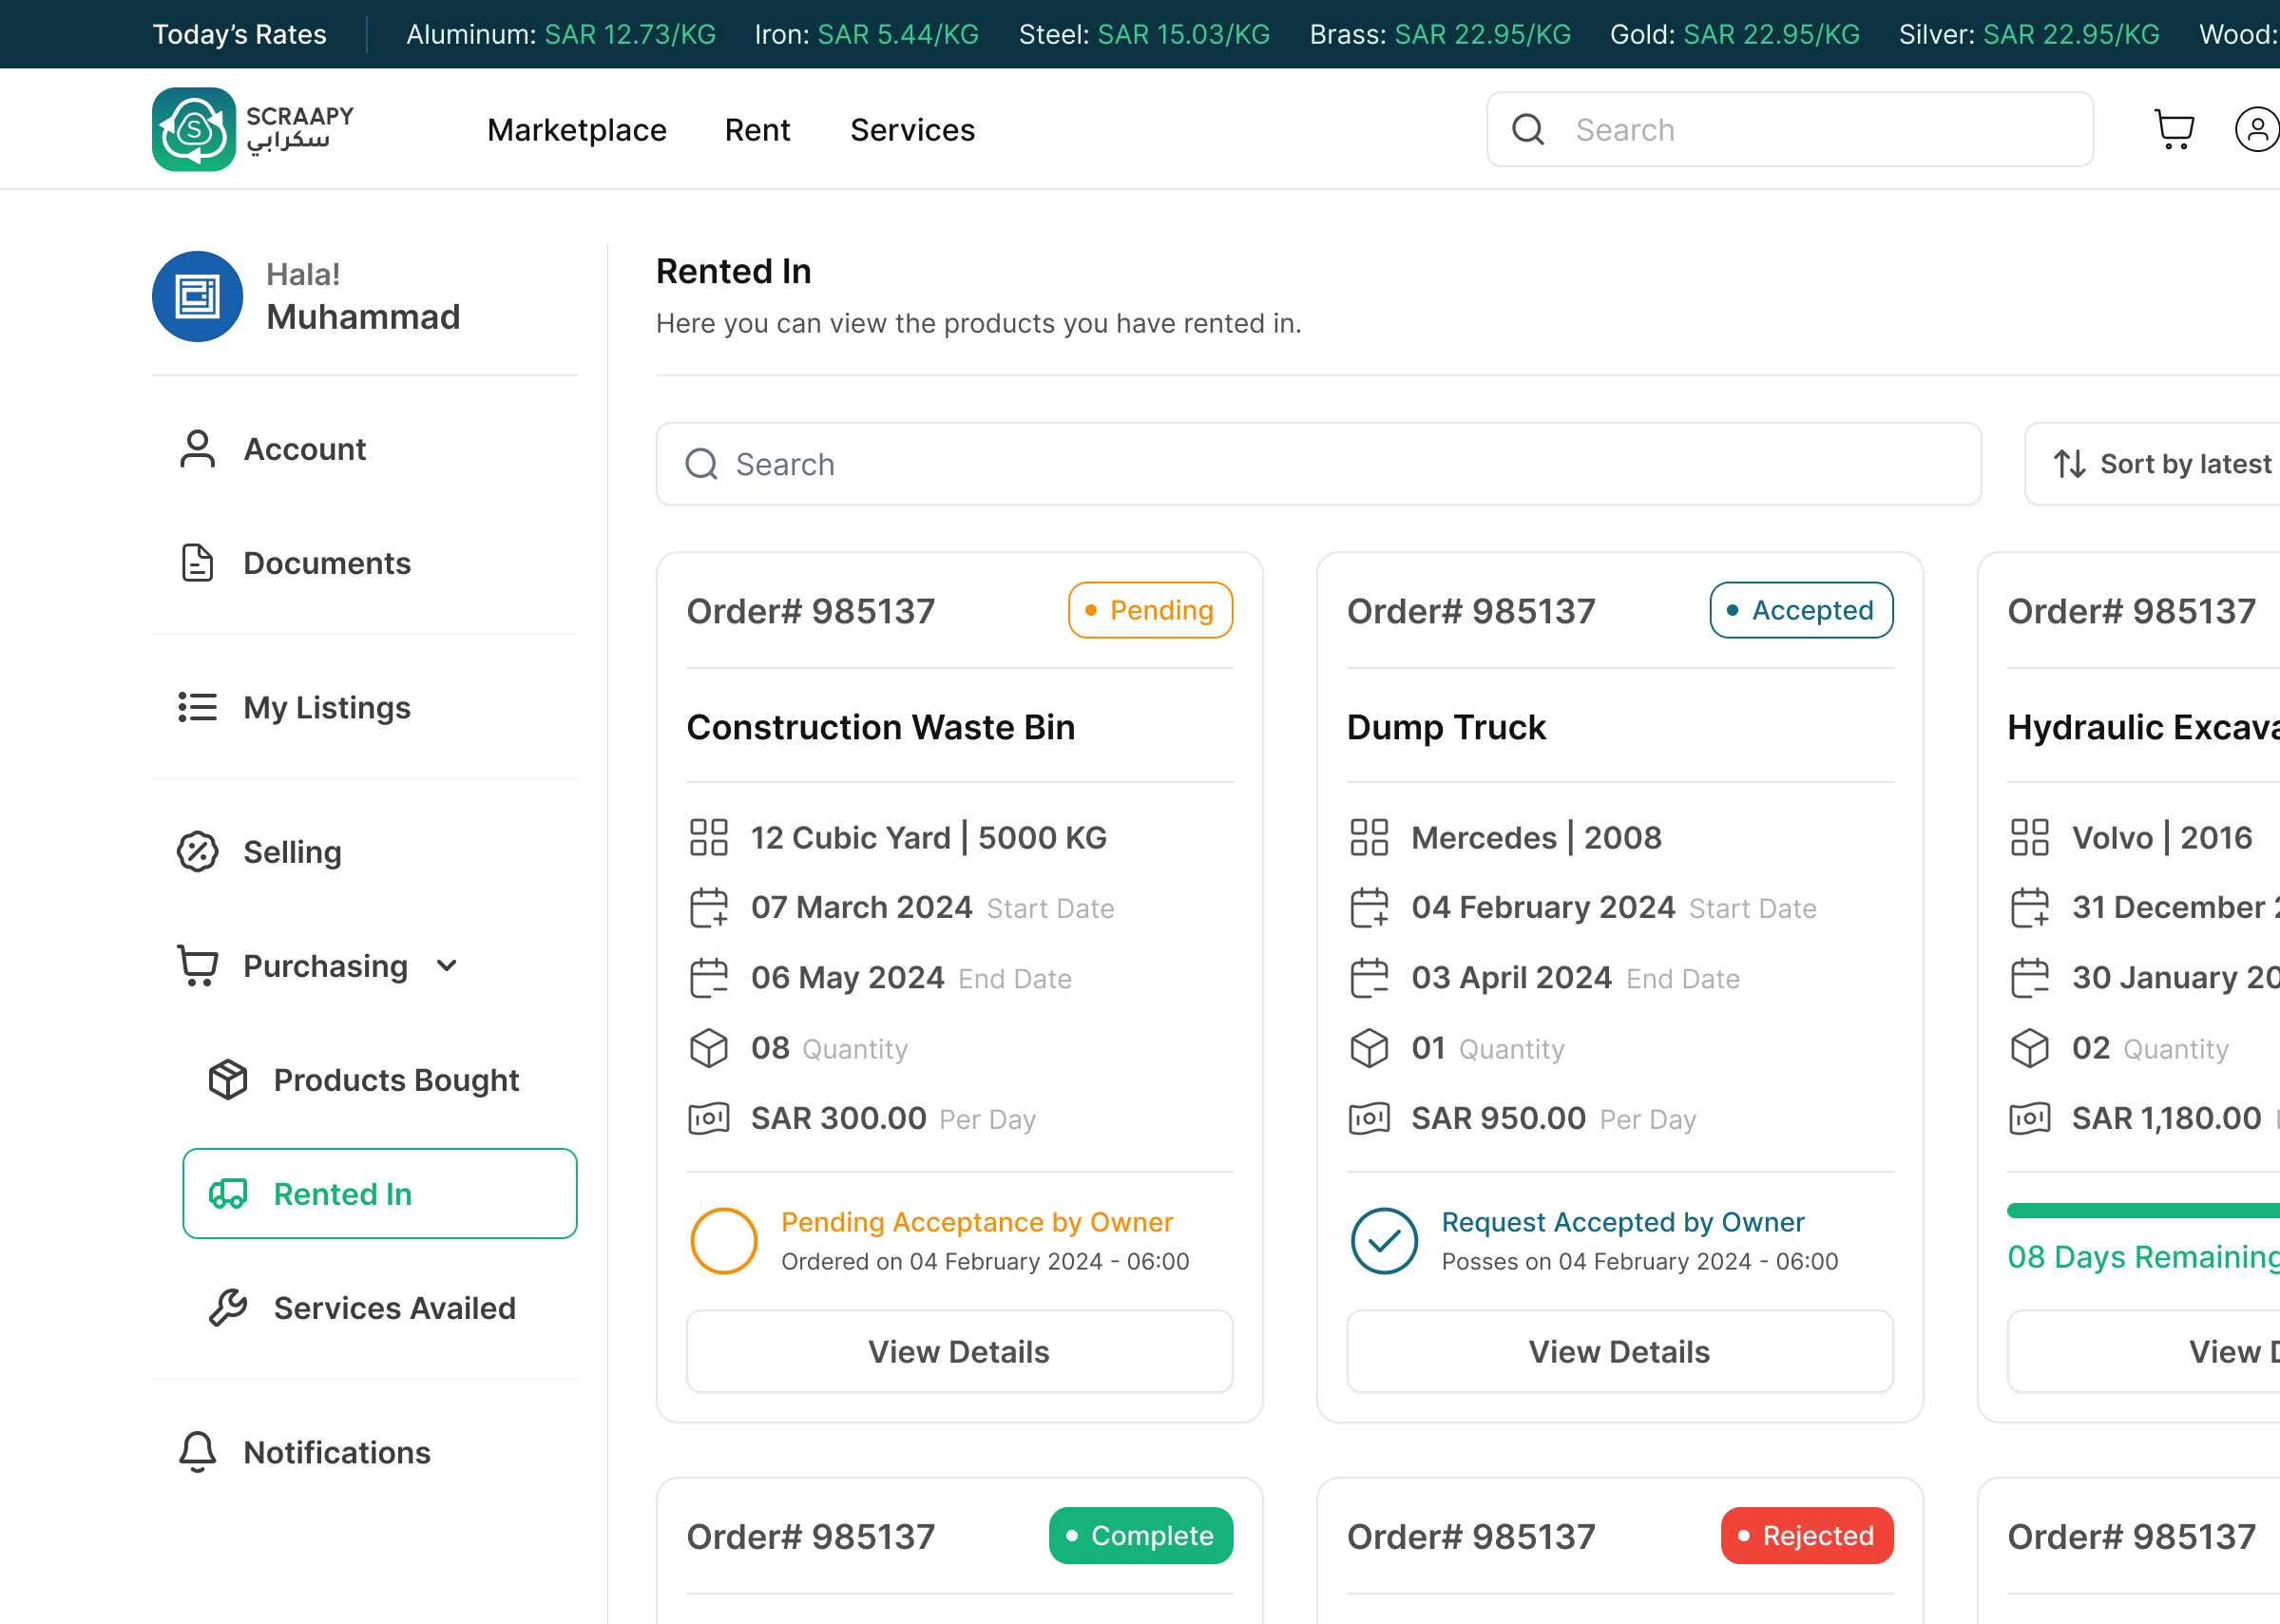 Today's Rates
Aluminum: SAR 12.73/KG
Iron: SAR 5.44/KG
Steel: SAR 15.03/KG
Brass: SAR 22.95/KG
Gold: SAR 22.95/KG
Silver: SAR 22.95/KG
Wood:
SCRAAPY
سكرابي
Marketplace
Rent
Services
Search
Hala!
Muhammad
Account
Documents
My Listings
Selling
Purchasing
Products Bought
Rented In
Services Availed
Notifications
Rented In
Here you can view the products you have rented in.
Search
Sort by latest
Order# 985137
Pending
Construction Waste Bin
12 Cubic Yard | 5000 KG
07 March 2024 Start Date
06 May 2024 End Date
08 Quantity
SAR 300.00 Per Day
Pending Acceptance by Owner
Ordered on 04 February 2024 - 06:00
View Details
Order# 985137
Accepted
Dump Truck
Mercedes | 2008
04 February 2024 Start Date
03 April 2024 End Date
01 Quantity
SAR 950.00 Per Day
Request Accepted by Owner
Posses on 04 February 2024 - 06:00
View Details
Order# 985137
Hydraulic Excava
Volvo | 2016
31 December
30 January 20
02 Quantity
SAR 1,180.00
08 Days Remaining
View
Order# 985137
Complete
Order# 985137
Rejected
Order# 985137